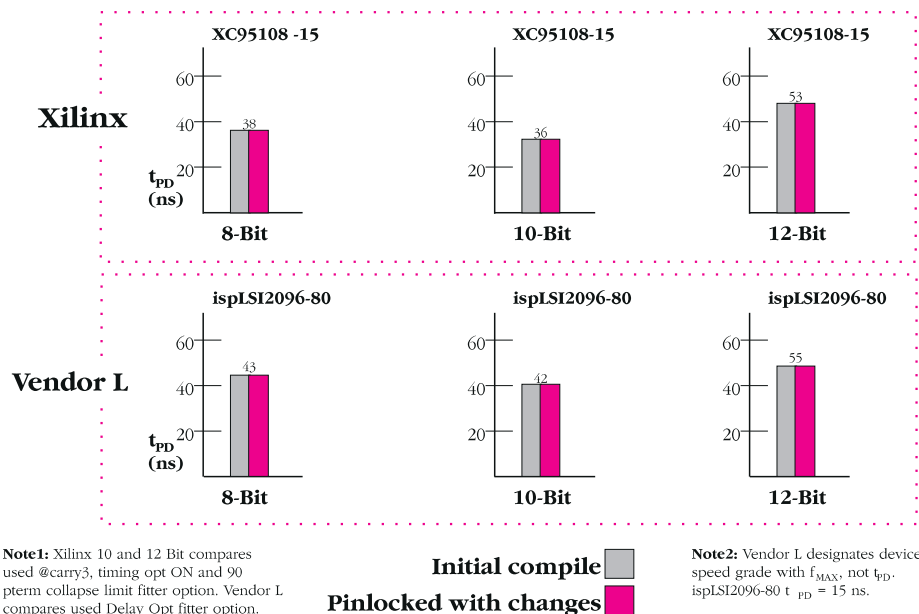 XC95108 -15
XC95108-15
XC95108-15
Xilinx
60
40
20
tPD
(ns)
38
8-Bit
60
40
20
36
10-Bit
60
40
20
53
12-Bit
ispLSI2096-80
ispLSI2096-80
ispLSI2096-80
Vendor L
60
40
20
tPD
(ns)
43
8-Bit
60
40
20
42
10-Bit
60
40
20
55
12-Bit
Note1: Xilinx 10 and 12 Bit compares
used @carry3, timing opt ON and 90
pterm collapse limit fitter option. Vendor L
compares used Delay Opt fitter option.
Initial compile
Pinlocked with changes
Note2: Vendor L designates device
speed grade with fMAX, not tPD.
ispLSI2096-80 t PD = 15 ns.